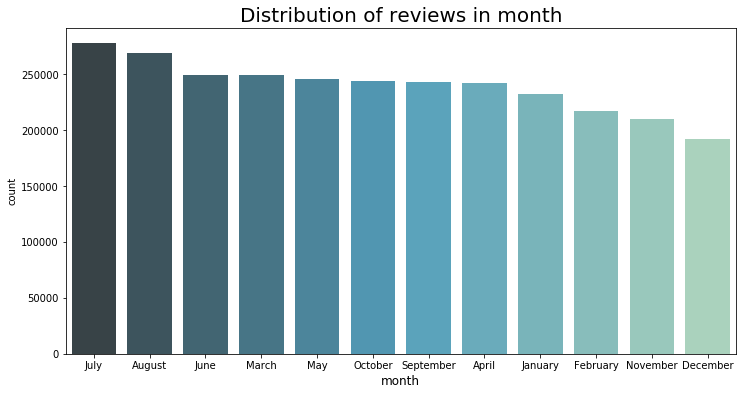 Distribution of reviews in month
count
250000
200000
150000
100000
50000
0
July August June March May October September April January February November December
month